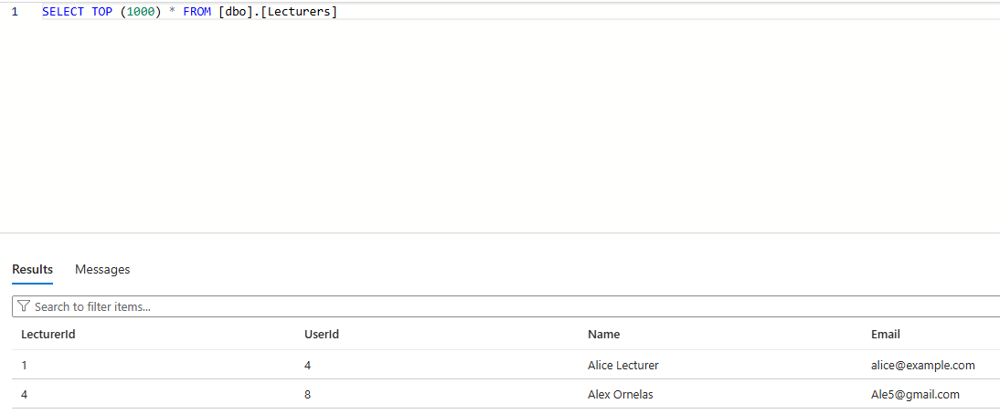 1 SELECT TOP (1000) * FROM [dbo].[Lecturers]
Results Messages
Search to filter items...
LecturerId UserId Name Email
1 4 Alice Lecturer alice@example.com
4 8 Alex Ornelas Ale5@gmail.com